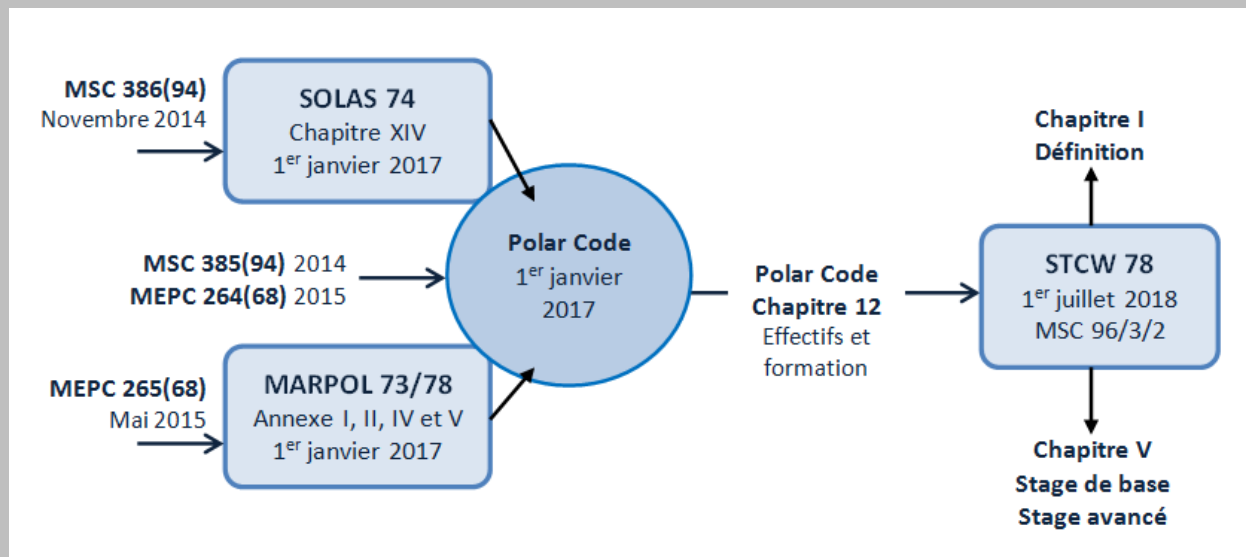 MSC 386(94)
Novembre 2014
SOLAS 74
Chapitre XIV
1er janvier 2017
MSC 385(94) 2014
MEPC 264(68) 2015
Polar Code
1er janvier
2017
MEPC 265(68)
Mai 2015
MARPOL 73/78
Annexe I, II, IV et V
1er janvier 2017
Polar Code
Chapitre 12
Effectifs et
formation
Chapitre I
Définition
STCW 78
1er juillet 2018
MSC 96/3/2
Chapitre V
Stage de base
Stage avancé